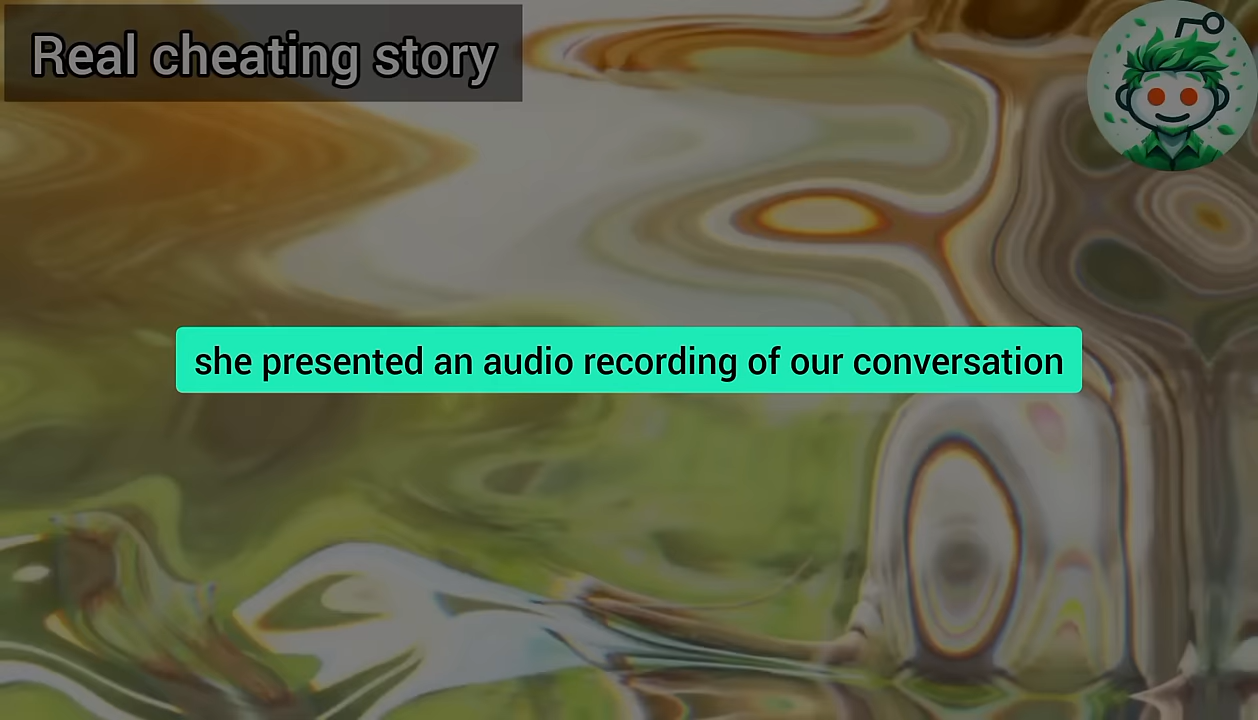 Real cheating story
she presented an audio recording of our conversation